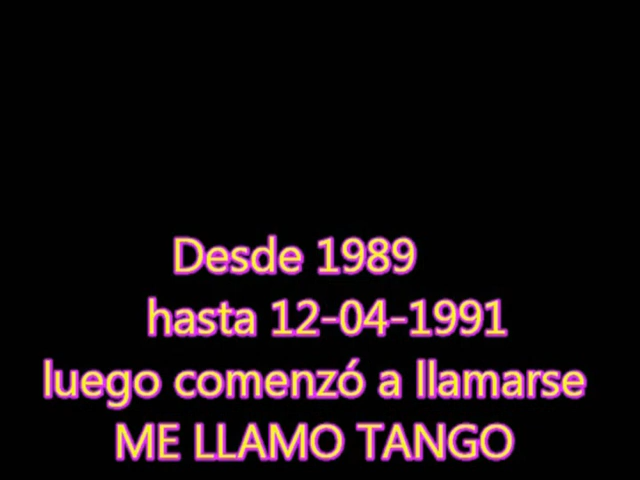 Desde 1989
hasta 12-04-1991
luego comenzó a llamarse
ME LLAMO TANGO